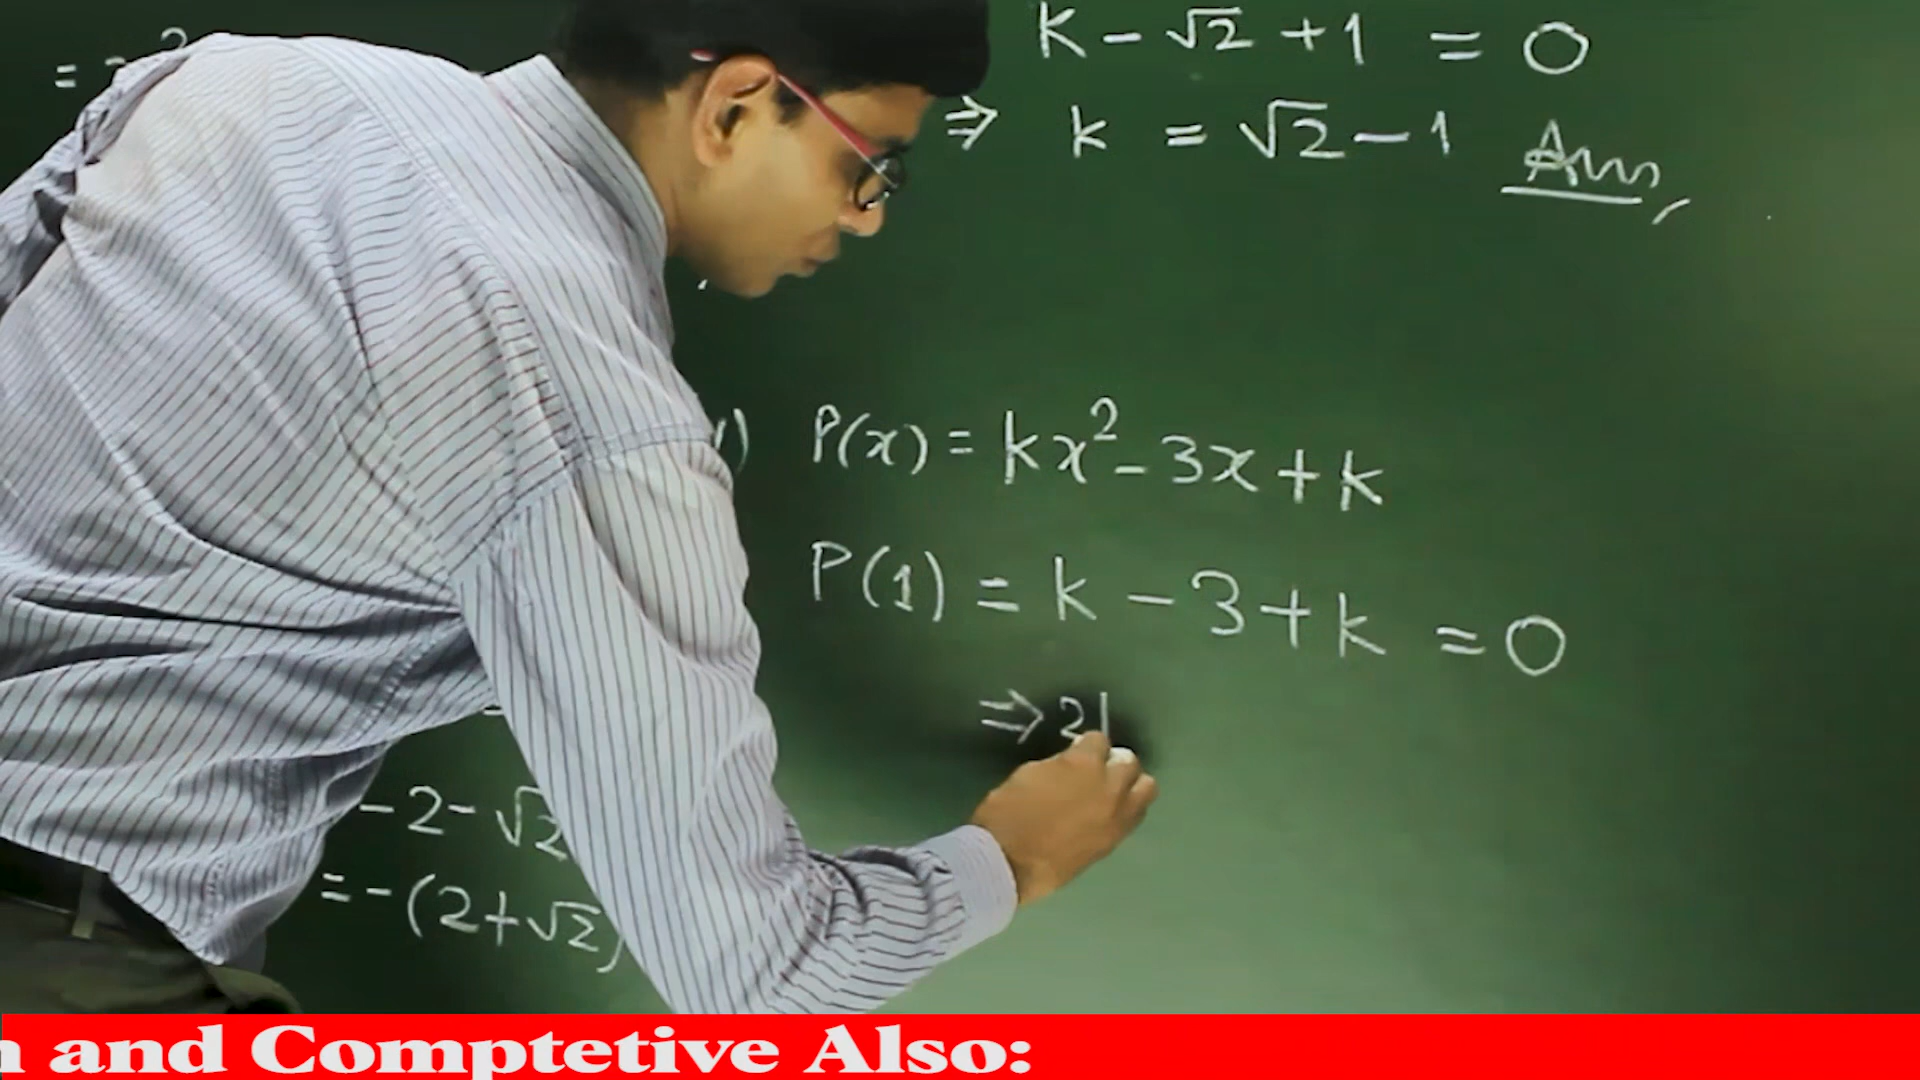 K - √2 + 1 = 0
⇒ k = √2 - 1 Ans,
P(x) = kx² - 3x + k
P(1) = k - 3 + k = 0
⇒ 2
- 2 - √2
= - (2 + √2)
and Comptetive Also: